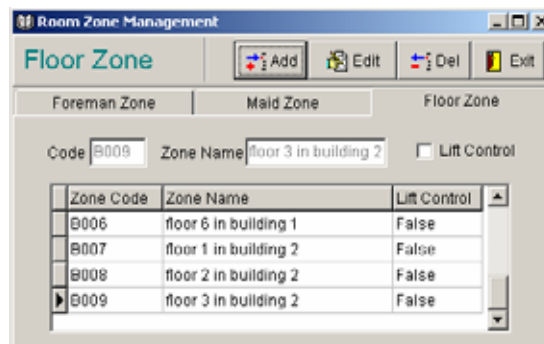 Room Zone Management
Floor Zone Add Edit Del Exit
Foreman Zone Maid Zone Floor Zone
Code B009 Zone Name floor 3 in building 2 Lift Control
Zone Code Zone Name Lift Control
B006 floor 6 in building 1 False
B007 floor 1 in building 2 False
B008 floor 2 in building 2 False
B009 floor 3 in building 2 False